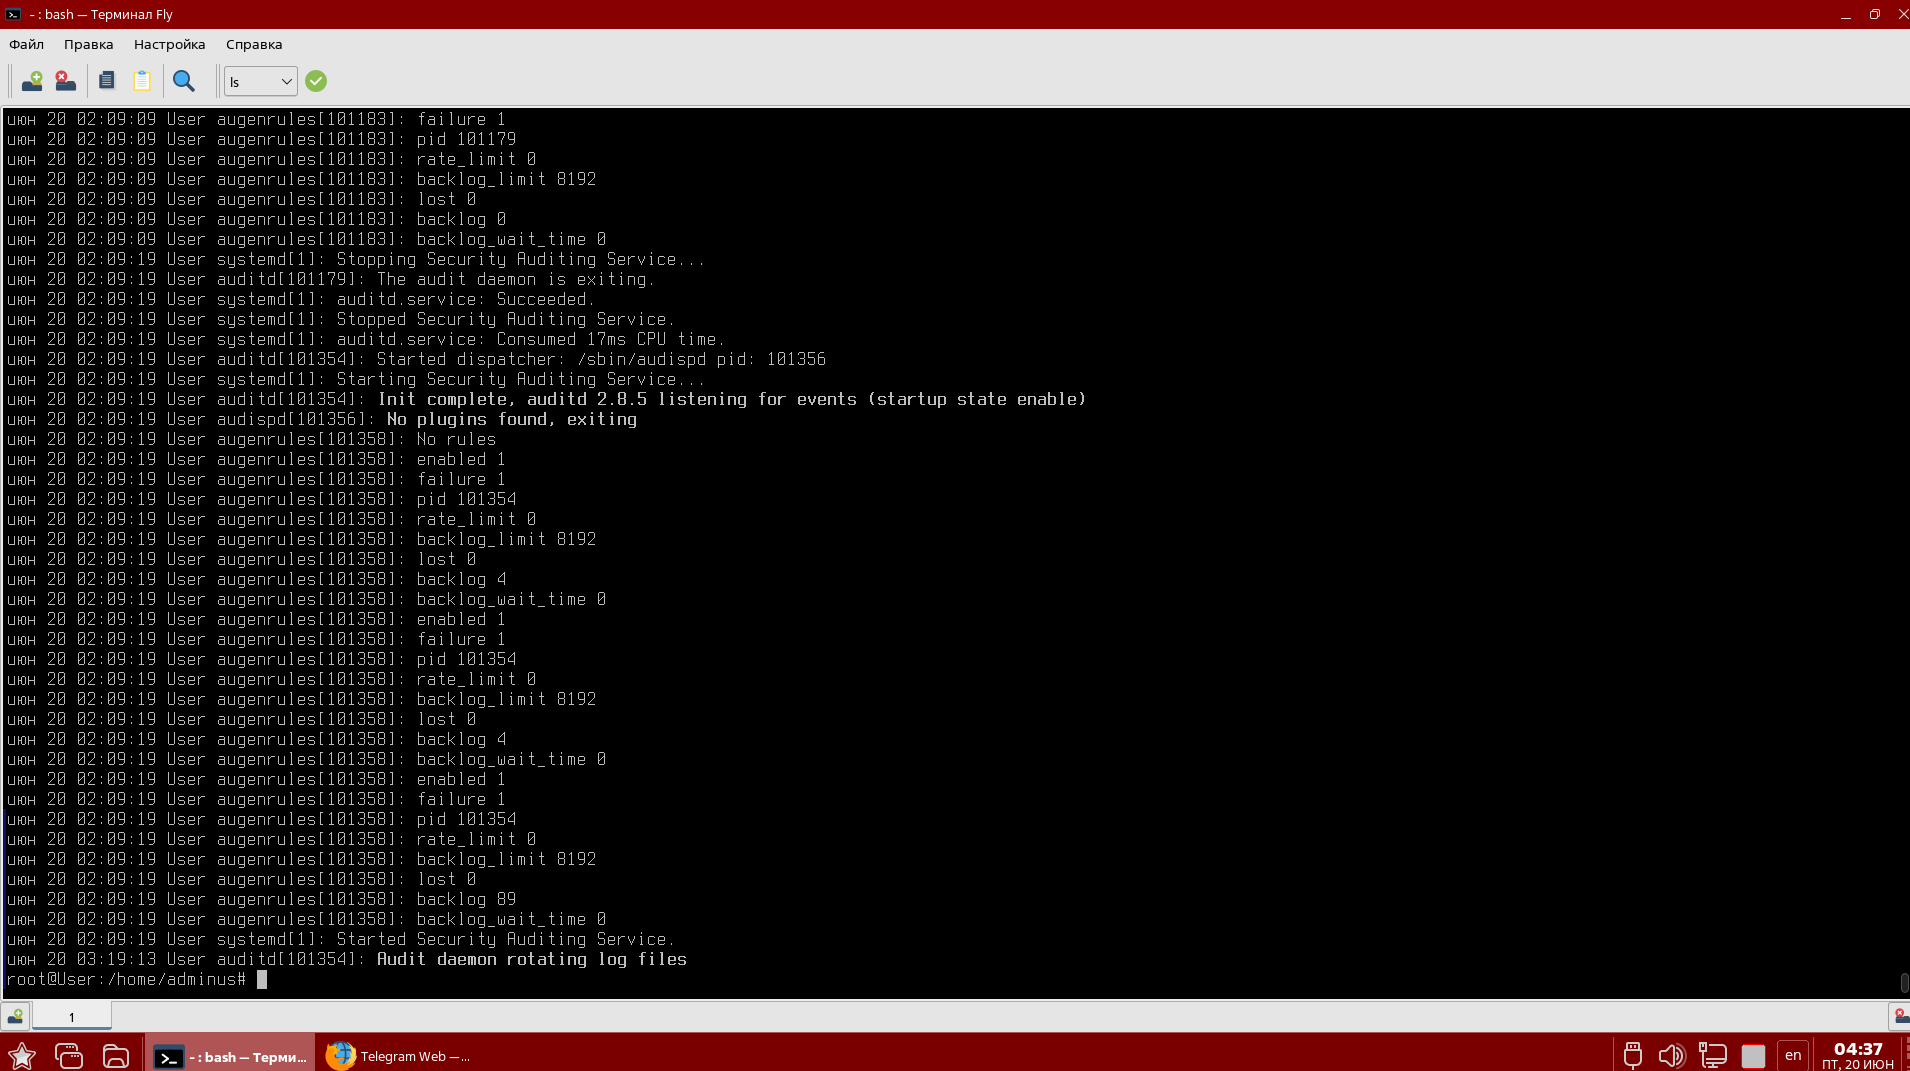 - : bash — Терминал Fly
Файл Правка Настройка Справка
ls
июн 20 02:09:09 User augenrules[101183]: failure 1
июн 20 02:09:09 User augenrules[101183]: pid 101179
июн 20 02:09:09 User augenrules[101183]: rate_limit 0
июн 20 02:09:09 User augenrules[101183]: backlog_limit 8192
июн 20 02:09:09 User augenrules[101183]: lost 0
июн 20 02:09:09 User augenrules[101183]: backlog 0
июн 20 02:09:09 User augenrules[101183]: backlog_wait_time 0
июн 20 02:09:19 User systemd[1]: Stopping Security Auditing Service...
июн 20 02:09:19 User auditd[101179]: The audit daemon is exiting.
июн 20 02:09:19 User systemd[1]: auditd.service: Succeeded.
июн 20 02:09:19 User systemd[1]: Stopped Security Auditing Service.
июн 20 02:09:19 User systemd[1]: auditd.service: Consumed 17ms CPU time.
июн 20 02:09:19 User auditd[101354]: Started dispatcher: /sbin/audispd pid: 101356
июн 20 02:09:19 User systemd[1]: Starting Security Auditing Service...
июн 20 02:09:19 User auditd[101354]: Init complete, auditd 2.8.5 listening for events (startup state enable)
июн 20 02:09:19 User audispd[101356]: No plugins found, exiting
июн 20 02:09:19 User augenrules[101358]: No rules
июн 20 02:09:19 User augenrules[101358]: enabled 1
июн 20 02:09:19 User augenrules[101358]: failure 1
июн 20 02:09:19 User augenrules[101358]: pid 101354
июн 20 02:09:19 User augenrules[101358]: rate_limit 0
июн 20 02:09:19 User augenrules[101358]: backlog_limit 8192
июн 20 02:09:19 User augenrules[101358]: lost 0
июн 20 02:09:19 User augenrules[101358]: backlog 4
июн 20 02:09:19 User augenrules[101358]: backlog_wait_time 0
июн 20 02:09:19 User augenrules[101358]: enabled 1
июн 20 02:09:19 User augenrules[101358]: failure 1
июн 20 02:09:19 User augenrules[101358]: pid 101354
июн 20 02:09:19 User augenrules[101358]: rate_limit 0
июн 20 02:09:19 User augenrules[101358]: backlog_limit 8192
июн 20 02:09:19 User augenrules[101358]: lost 0
июн 20 02:09:19 User augenrules[101358]: backlog 4
июн 20 02:09:19 User augenrules[101358]: backlog_wait_time 0
июн 20 02:09:19 User augenrules[101358]: enabled 1
июн 20 02:09:19 User augenrules[101358]: failure 1
июн 20 02:09:19 User augenrules[101358]: pid 101354
июн 20 02:09:19 User augenrules[101358]: rate_limit 0
июн 20 02:09:19 User augenrules[101358]: backlog_limit 8192
июн 20 02:09:19 User augenrules[101358]: lost 0
июн 20 02:09:19 User augenrules[101358]: backlog 89
июн 20 02:09:19 User augenrules[101358]: backlog_wait_time 0
июн 20 02:09:19 User systemd[1]: Started Security Auditing Service.
июн 20 03:19:13 User auditd[101354]: Audit daemon rotating log files
root@User:/home/adminus#
1
- : bash — Терми...
Telegram Web —...
en
04:37
ПТ, 20 ИЮН